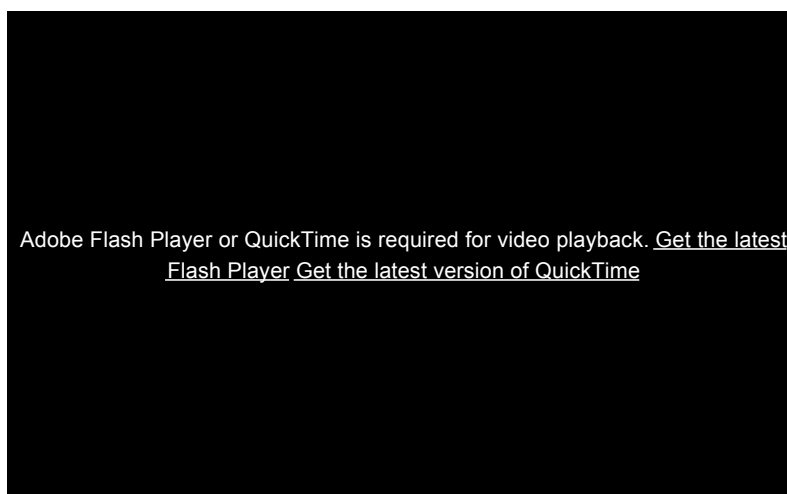 Adobe Flash Player or QuickTime is required for video playback. Get the latest
Flash Player Get the latest version of QuickTime